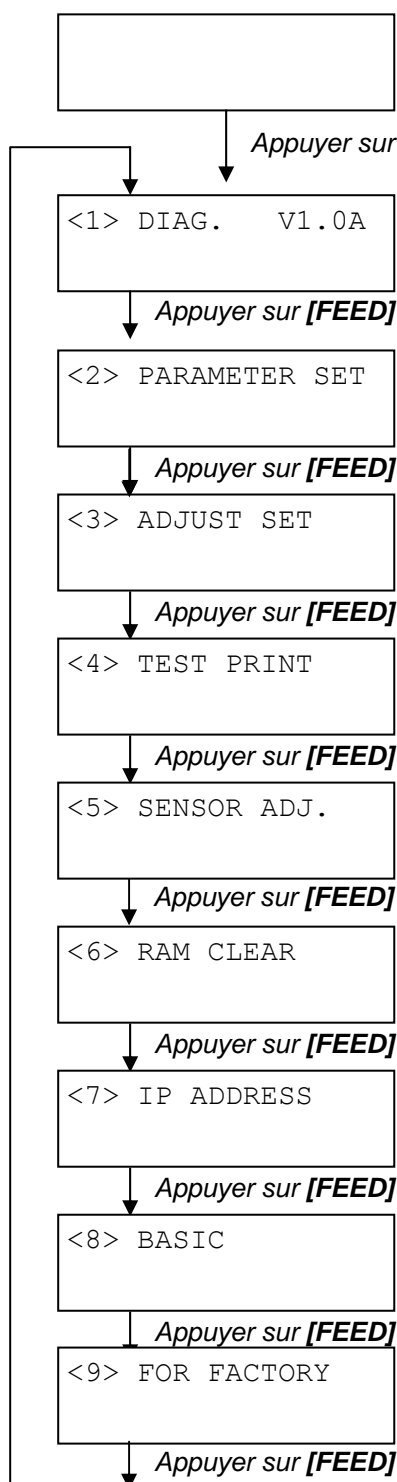 Appuyer sur
<1> DIAG. V1.0A
Appuyer sur [FEED]
<2> PARAMETER SET
Appuyer sur [FEED]
<3> ADJUST SET
Appuyer sur [FEED]
<4> TEST PRINT
Appuyer sur [FEED]
<5> SENSOR ADJ.
Appuyer sur [FEED]
<6> RAM CLEAR
Appuyer sur [FEED]
<7> IP ADDRESS
Appuyer sur [FEED]
<8> BASIC
Appuyer sur [FEED]
<9> FOR FACTORY
Appuyer sur [FEED]